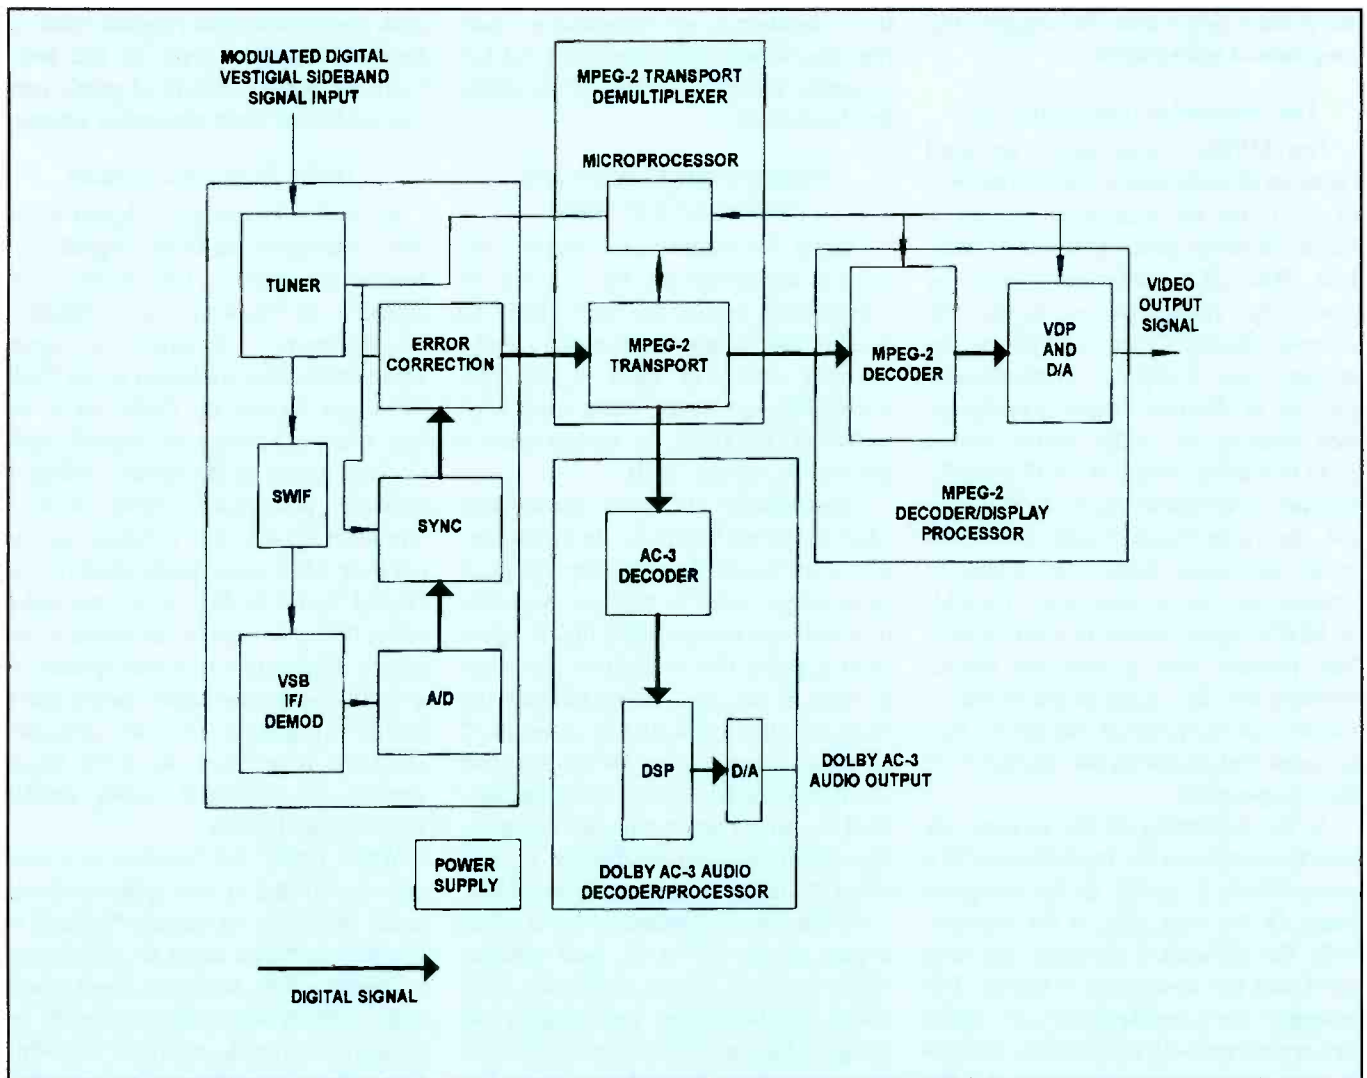 MODULATED DIGITAL
VESTIGIAL SIDEBAND
SIGNAL INPUT
MPEG-2 TRANSPORT
DEMULTIPLEXER
MICROPROCESSOR
TUNER
ERROR
CORRECTION
MPEG-2
TRANSPORT
MPEG-2
DECODER
VDP
AND
D/A
VIDEO
OUTPUT
SIGNAL
SWIF
SYNC
MPEG-2
DECODER/DISPLAY
PROCESSOR
AC-3
DECODER
VSB
IF/
DEMOD
A/D
DSP
D/A
DOLBY AC-3
AUDIO OUTPUT
POWER
SUPPLY
DOLBY AC-3 AUDIO
DECODER/PROCESSOR
DIGITAL SIGNAL